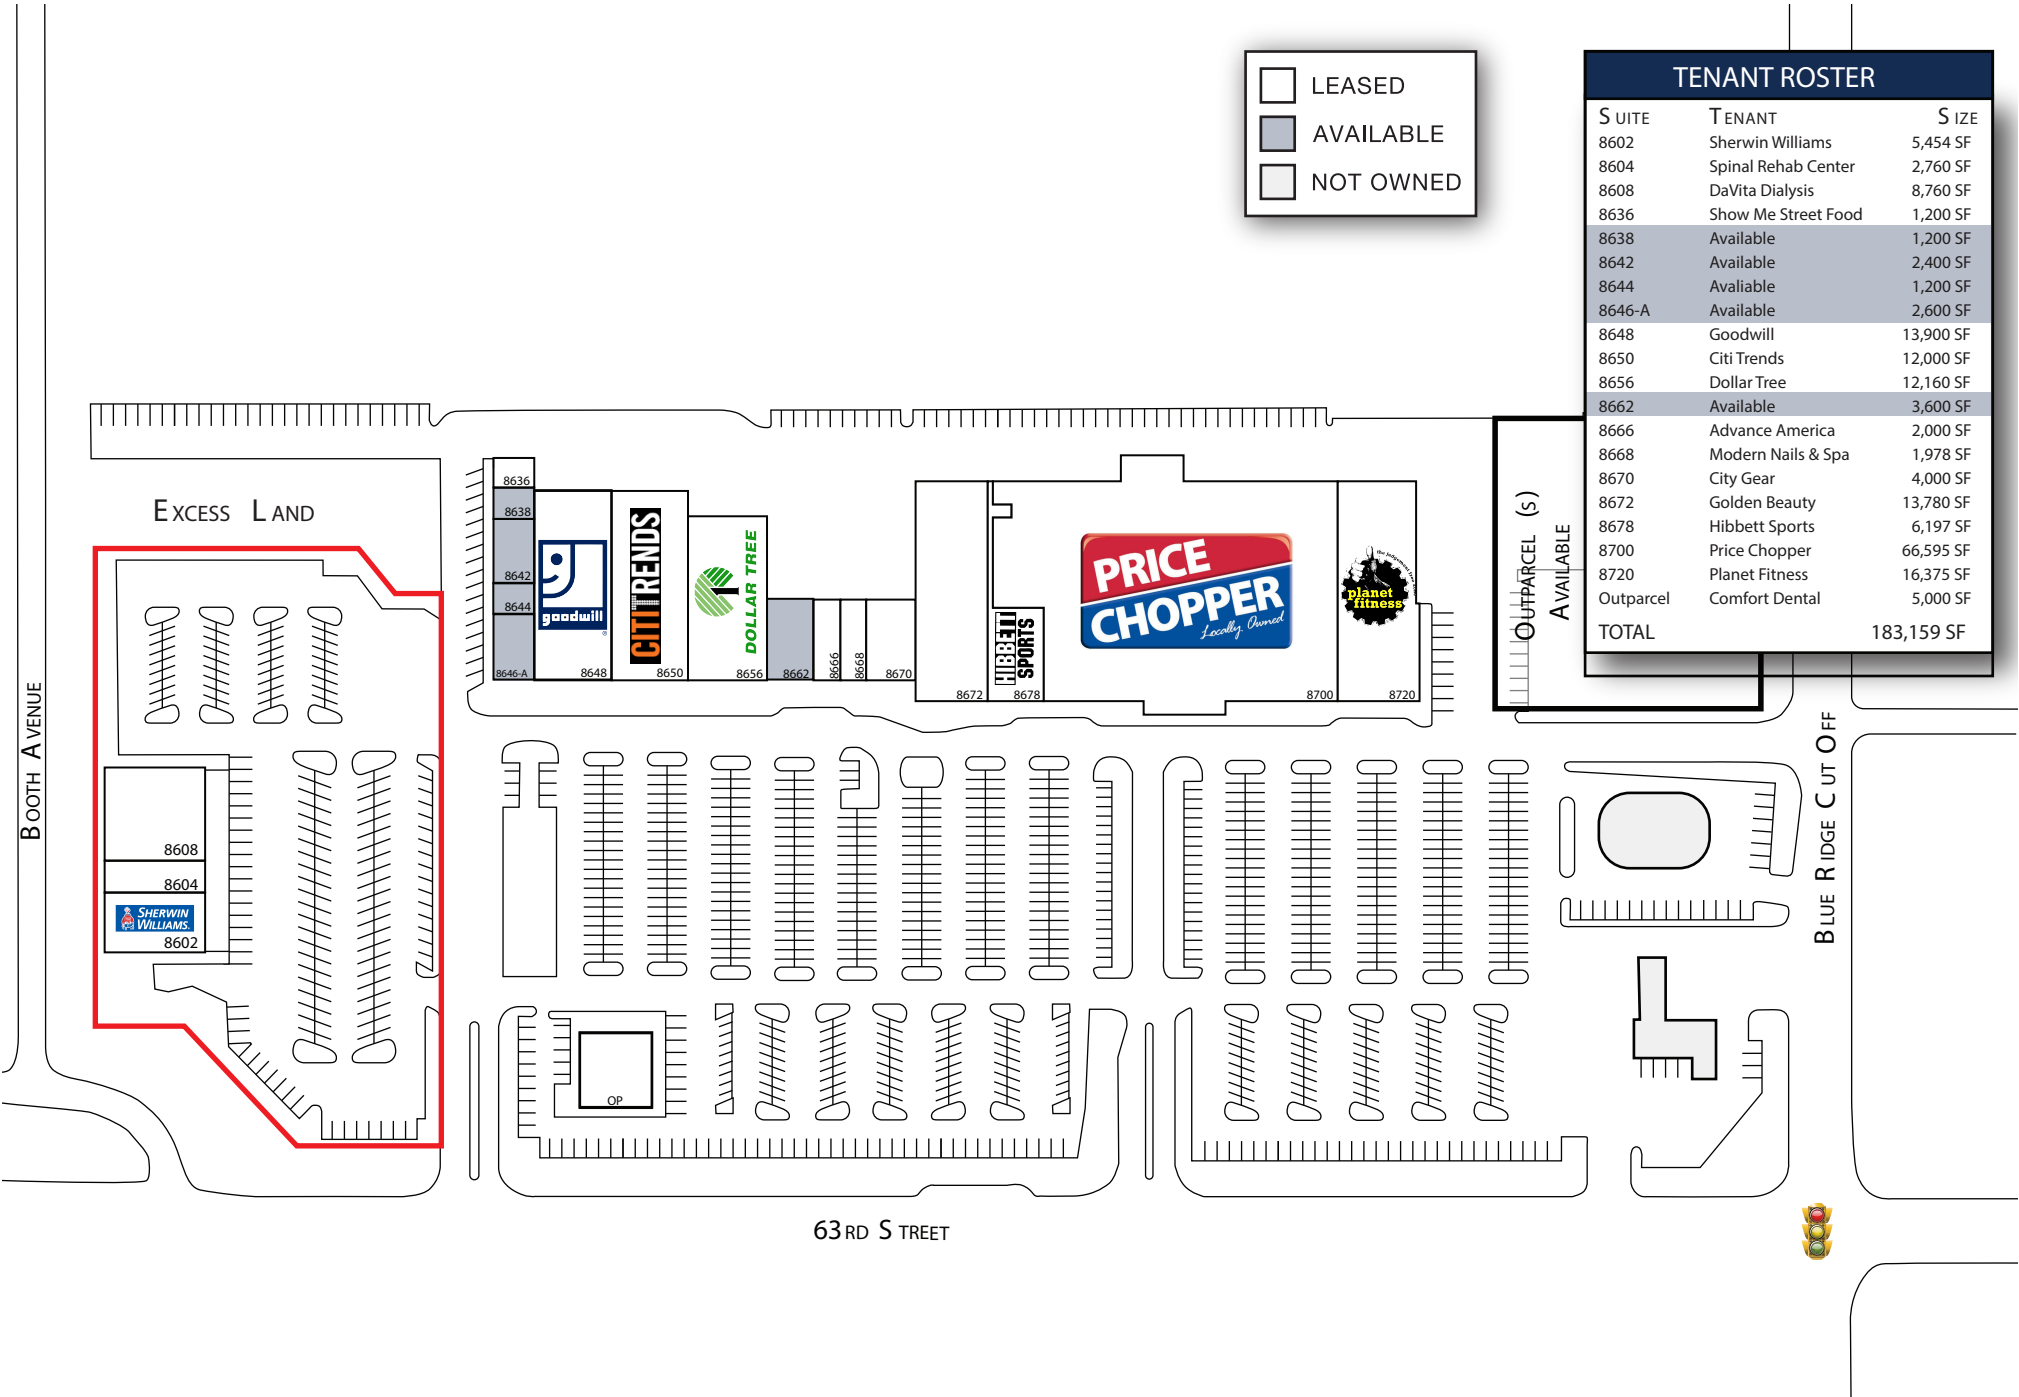 LEASED
AVAILABLE
NOT OWNED
TENANT ROSTER
SUITE TENANT SIZE
8602 Sherwin Williams 5,454 SF
8604 Spinal Rehab Center 2,760 SF
8608 DaVita Dialysis 8,760 SF
8636 Show Me Street Food 1,200 SF
8638 Available 1,200 SF
8642 Available 2,400 SF
8644 Avaliable 1,200 SF
8646-A Available 2,600 SF
8648 Goodwill 13,900 SF
8650 Citi Trends 12,000 SF
8656 Dollar Tree 12,160 SF
8662 Available 3,600 SF
8666 Advance America 2,000 SF
8668 Modern Nails & Spa 1,978 SF
8670 City Gear 4,000 SF
8672 Golden Beauty 13,780 SF
8678 Hibbett Sports 6,197 SF
8700 Price Chopper 66,595 SF
8720 Planet Fitness 16,375 SF
Outparcel Comfort Dental 5,000 SF
TOTAL 183,159 SF
EXCESS LAND
8636
8638
8642
8644
8646-A
goodwill
8648
CITITRENDS
8650
DOLLAR TREE
8656
8662
8666
8668
8670
8672
HIBBETT
SPORTS
8678
PRICE
CHOPPER
Locally Owned
8700
planet
fitness
8720
OUTPARCEL (S)
AVAILABLE
BOOTH AVENUE
8608
8604
SHERWIN
WILLIAMS.
8602
OP
BLUE RIDGE CUT OFF
63RD STREET